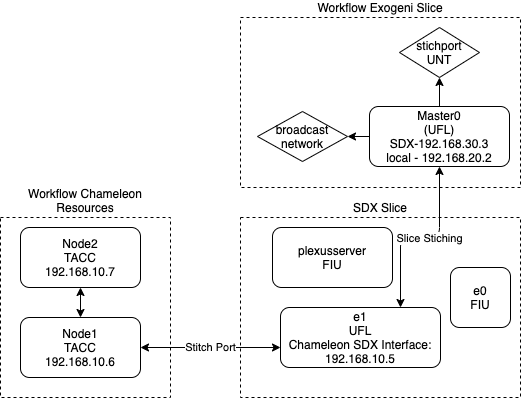 Workflow Exogeni Slice
stichport
UNT
broadcast
network
Master0
(UFL)
SDX-192.168.30.3
local - 192.168.20.2
Workflow Chameleon
Resources
Node2
TACC
192.168.10.7
Node1
TACC
192.168.10.6
Stitch Port
SDX Slice
plexusserver
FIU
Slice Stiching
e0
FIU
e1
UFL
Chameleon SDX Interface:
192.168.10.5